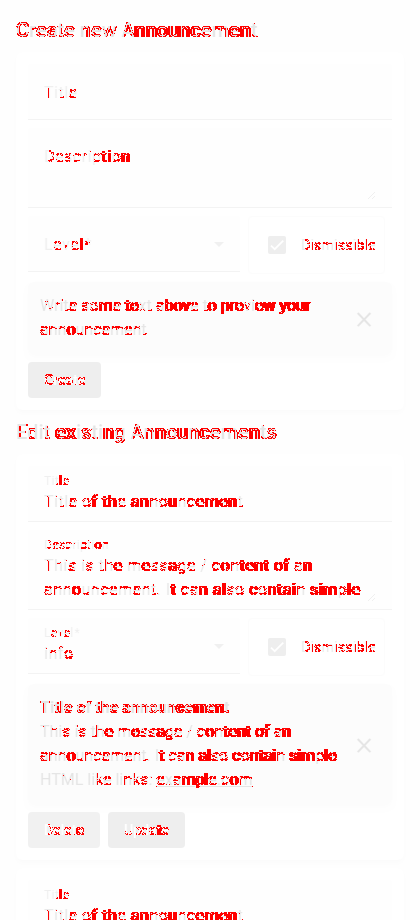 Create new Announcement
Title
Description
Level*
Dismissible
Write some text above to preview your
announcement
Create
Edit existing Announcements
Title
Title of the announcement
Description
This is the message / content of an
announcement. It can also contain simple
Level*
Info
Dismissible
Title of the announcement
This is the message / content of an
announcement. It can also contain simple
HTML like links: example.com
Delete
Update
Title
Title of the announcement